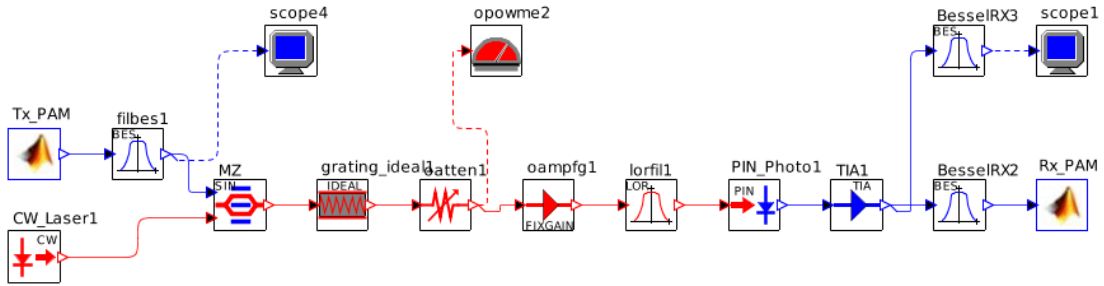 scope4
opowme2
BesselRX3
scope1
BES
Tx_PAM
filbes1
BES
MZ
SIN
grating_ideal1
IDEAL
oatten1
oampfg1
FIXGAIN
lorfil1
LOR
PIN_Photo1
PIN
TIA1
TIA
BesselRX2
BES
Rx_PAM
CW_Laser1
CW